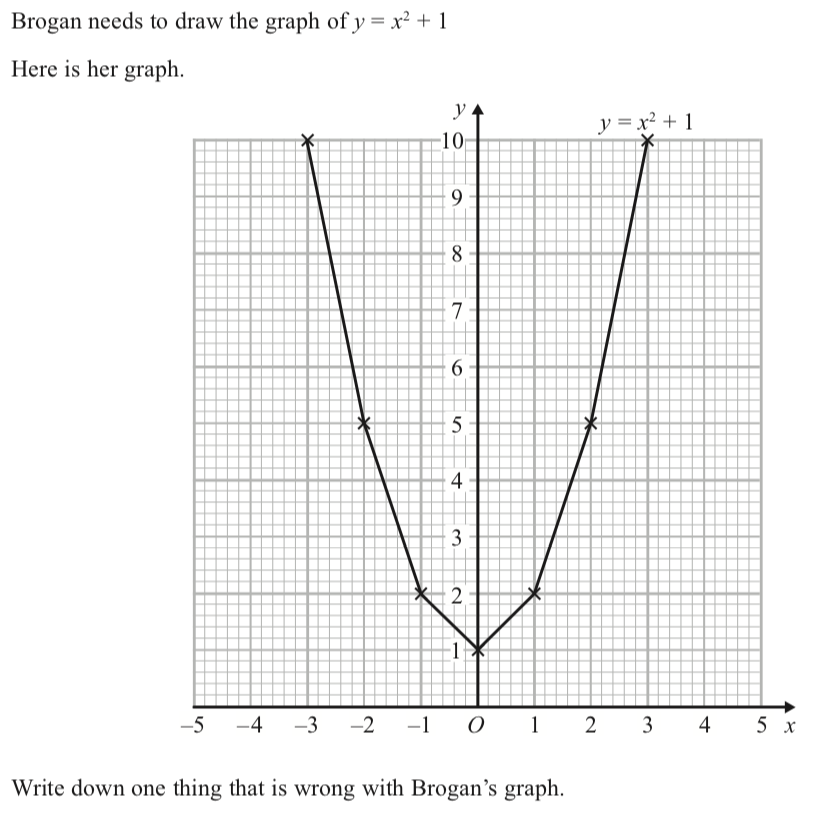 Brogan needs to draw the graph of y = x² + 1
Here is her graph.
y
y = x² + 1
10
9
8
7
6
5
4
3
2
1
–5 –4 –3 –2 –1 O 1 2 3 4 5 x
Write down one thing that is wrong with Brogan’s graph.